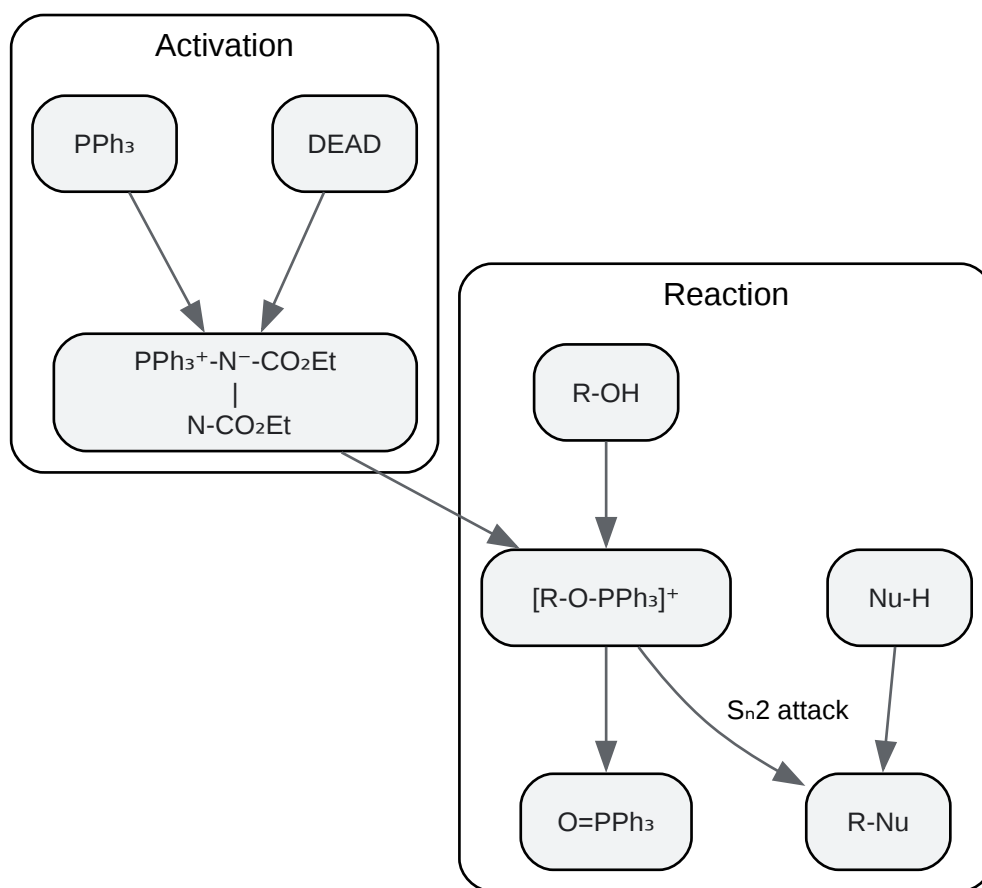 Activation
PPh₃
DEAD
PPh₃⁺-N⁻-CO₂Et
|
N-CO₂Et
Reaction
R-OH
[R-O-PPh₃]⁺
Nu-H
Sₙ2 attack
O=PPh₃
R-Nu